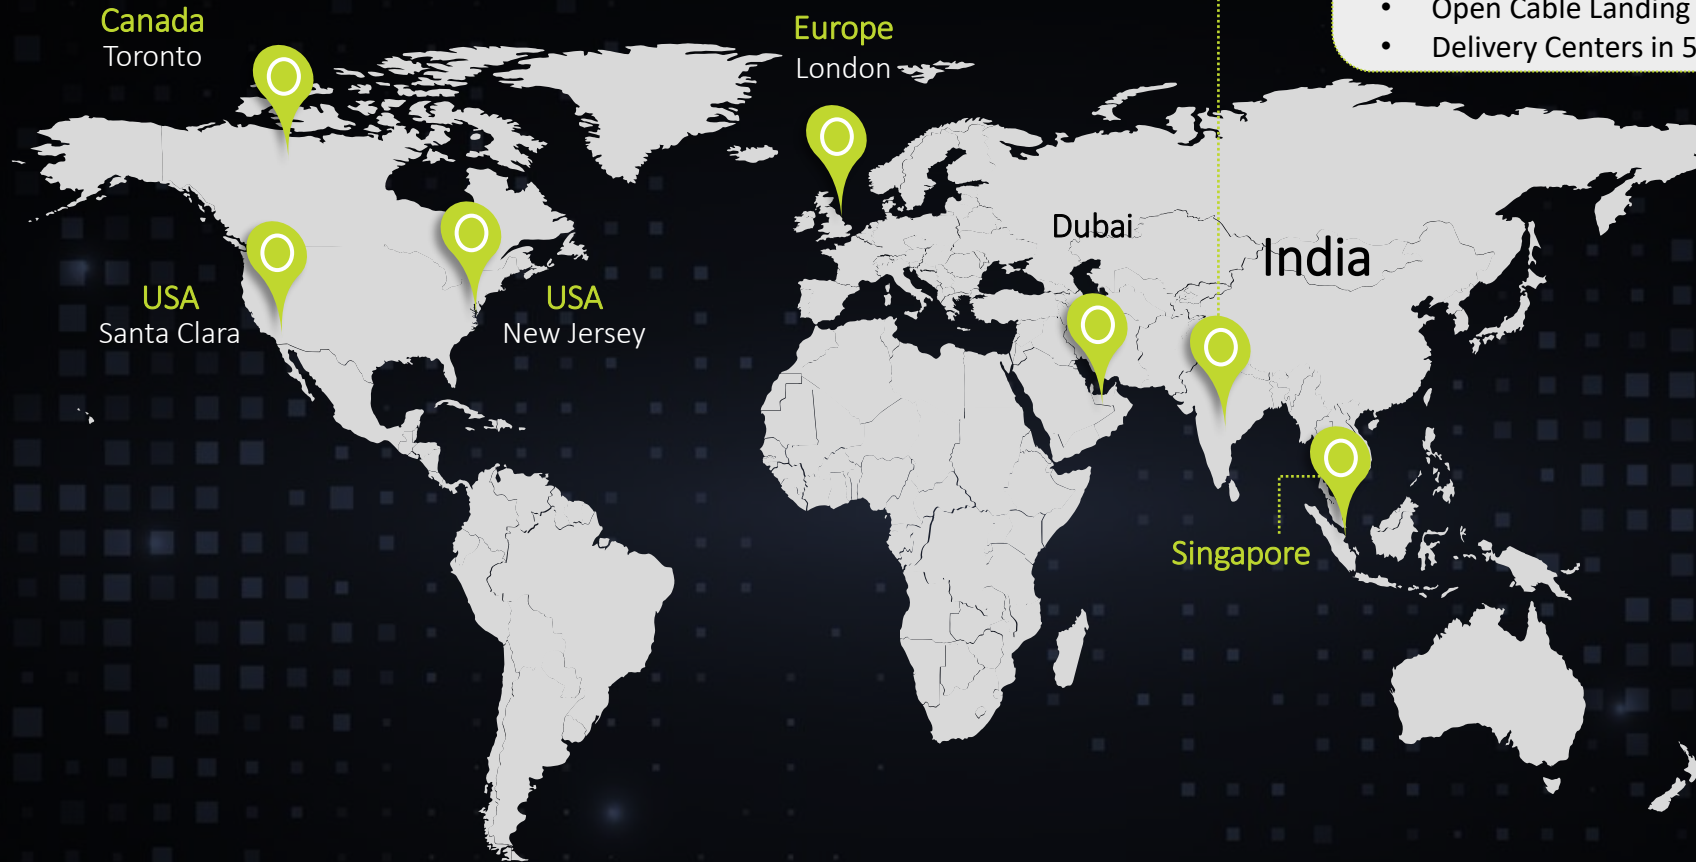 Canada
Toronto
Europe
London
• Open Cable Landing
• Delivery Centers in 5
Dubai
India
USA
Santa Clara
USA
New Jersey
Singapore